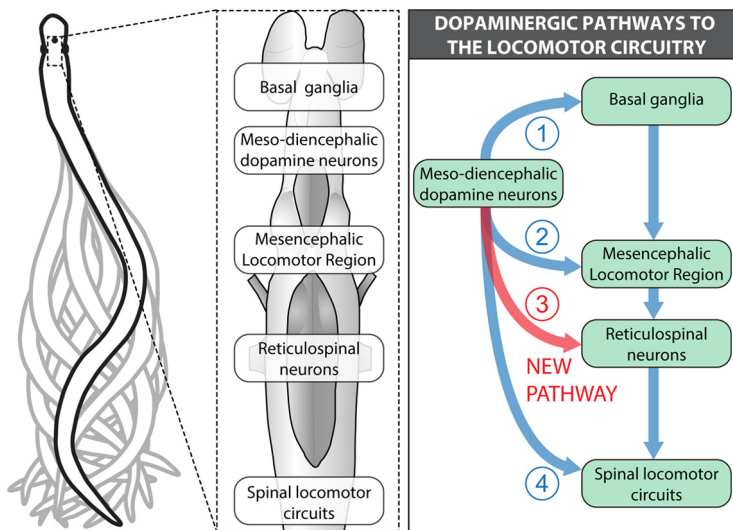 Basal ganglia
Meso-diencephalic
dopamine neurons
Mesencephalic
Locomotor Region
Reticulospinal
neurons
Spinal locomotor
circuits
DOPAMINERGIC PATHWAYS TO
THE LOCOMOTOR CIRCUITRY
Basal ganglia
1
Meso-diencephalic
dopamine neurons
2
Mesencephalic
Locomotor Region
3
Reticulospinal
neurons
NEW
PATHWAY
4
Spinal locomotor
circuits